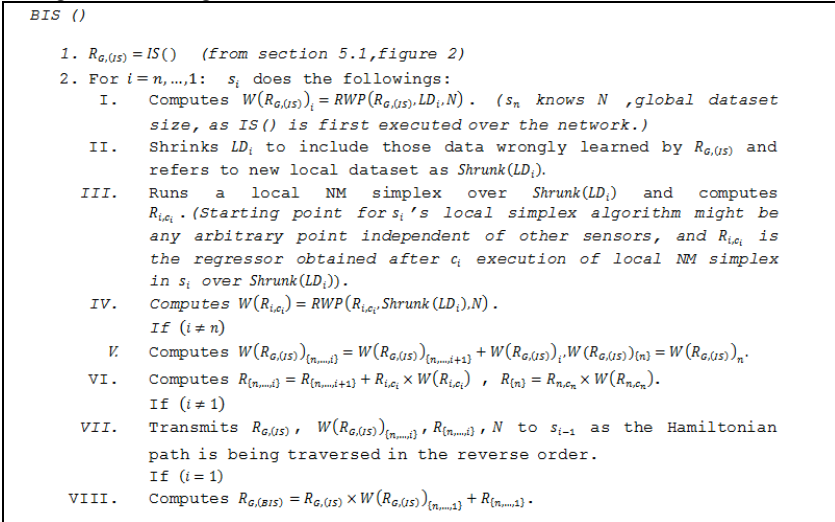 BIS ()
1. R_{G,(IS)} = IS() (from section 5.1,figure 2)
2. For i = n, ...,1: s_i does the followings:
I. Computes W(R_{G,(IS)})_i = RWP(R_{G,(IS)}, LD_i, N) . (s_n knows N ,global dataset
size, as IS() is first executed over the network.)
II. Shrinks LD_i to include those data wrongly learned by R_{G,(IS)} and
refers to new local dataset as Shrunk(LD_i).
III. Runs a local NM simplex over Shrunk(LD_i) and computes
R_{i,c_i} . (Starting point for s_i's local simplex algorithm might be
any arbitrary point independent of other sensors, and R_{i,c_i} is
the regressor obtained after c_i execution of local NM simplex
in s_i over Shrunk(LD_i)).
IV. Computes W(R_{i,c_i}) = RWP(R_{i,c_i}, Shrunk(LD_i), N) .
If (i ≠ n)
V. Computes W(R_{G,(IS)})_{{n,...,i}} = W(R_{G,(IS)})_{{n,...,i+1}} + W(R_{G,(IS)})_i, W(R_{G,(IS)})_{{n}} = W(R_{G,(IS)})_n.
VI. Computes R_{{n,...,i}} = R_{{n,...,i+1}} + R_{i,c_i} × W(R_{i,c_i}) , R_{{n}} = R_{n,c_n} × W(R_{n,c_n}).
If (i ≠ 1)
VII. Transmits R_{G,(IS)} , W(R_{G,(IS)})_{{n,...,i}} , R_{{n,...,i}} , N to s_{i−1} as the Hamiltonian
path is being traversed in the reverse order.
If (i = 1)
VIII. Computes R_{G,(BIS)} = R_{G,(IS)} × W(R_{G,(IS)})_{{n,...,1}} + R_{{n,...,1}} .